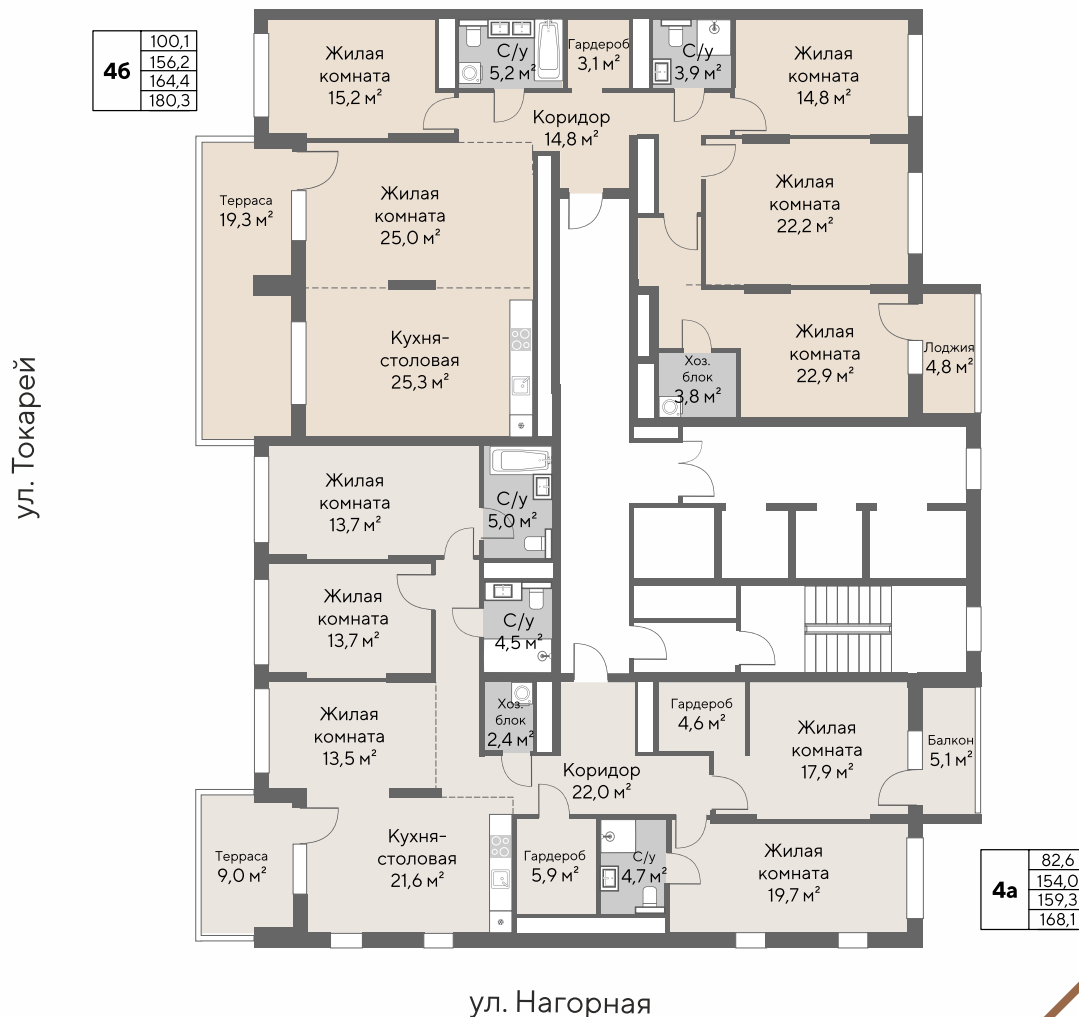 4б
100,1
156,2
164,4
180,3
Жилая
комната
15,2 м²
С/у
5,2 м²
Гардероб
3,1 м²
С/у
3,9 м²
Жилая
комната
14,8 м²
Коридор
14,8 м²
Терраса
19,3 м²
Жилая
комната
25,0 м²
Жилая
комната
22,2 м²
Кухня-
столовая
25,3 м²
Жилая
комната
22,9 м²
Лоджия
4,8 м²
Хоз.
блок
3,8 м²
ул. Токарей
Жилая
комната
13,7 м²
С/у
5,0 м²
Жилая
комната
13,7 м²
С/у
4,5 м²
Жилая
комната
13,5 м²
Хоз.
блок
2,4 м²
Гардероб
4,6 м²
Жилая
комната
17,9 м²
Балкон
5,1 м²
Коридор
22,0 м²
Терраса
9,0 м²
Кухня-
столовая
21,6 м²
Гардероб
5,9 м²
С/у
4,7 м²
Жилая
комната
19,7 м²
4а
82,6
154,0
159,3
168,1
ул. Нагорная